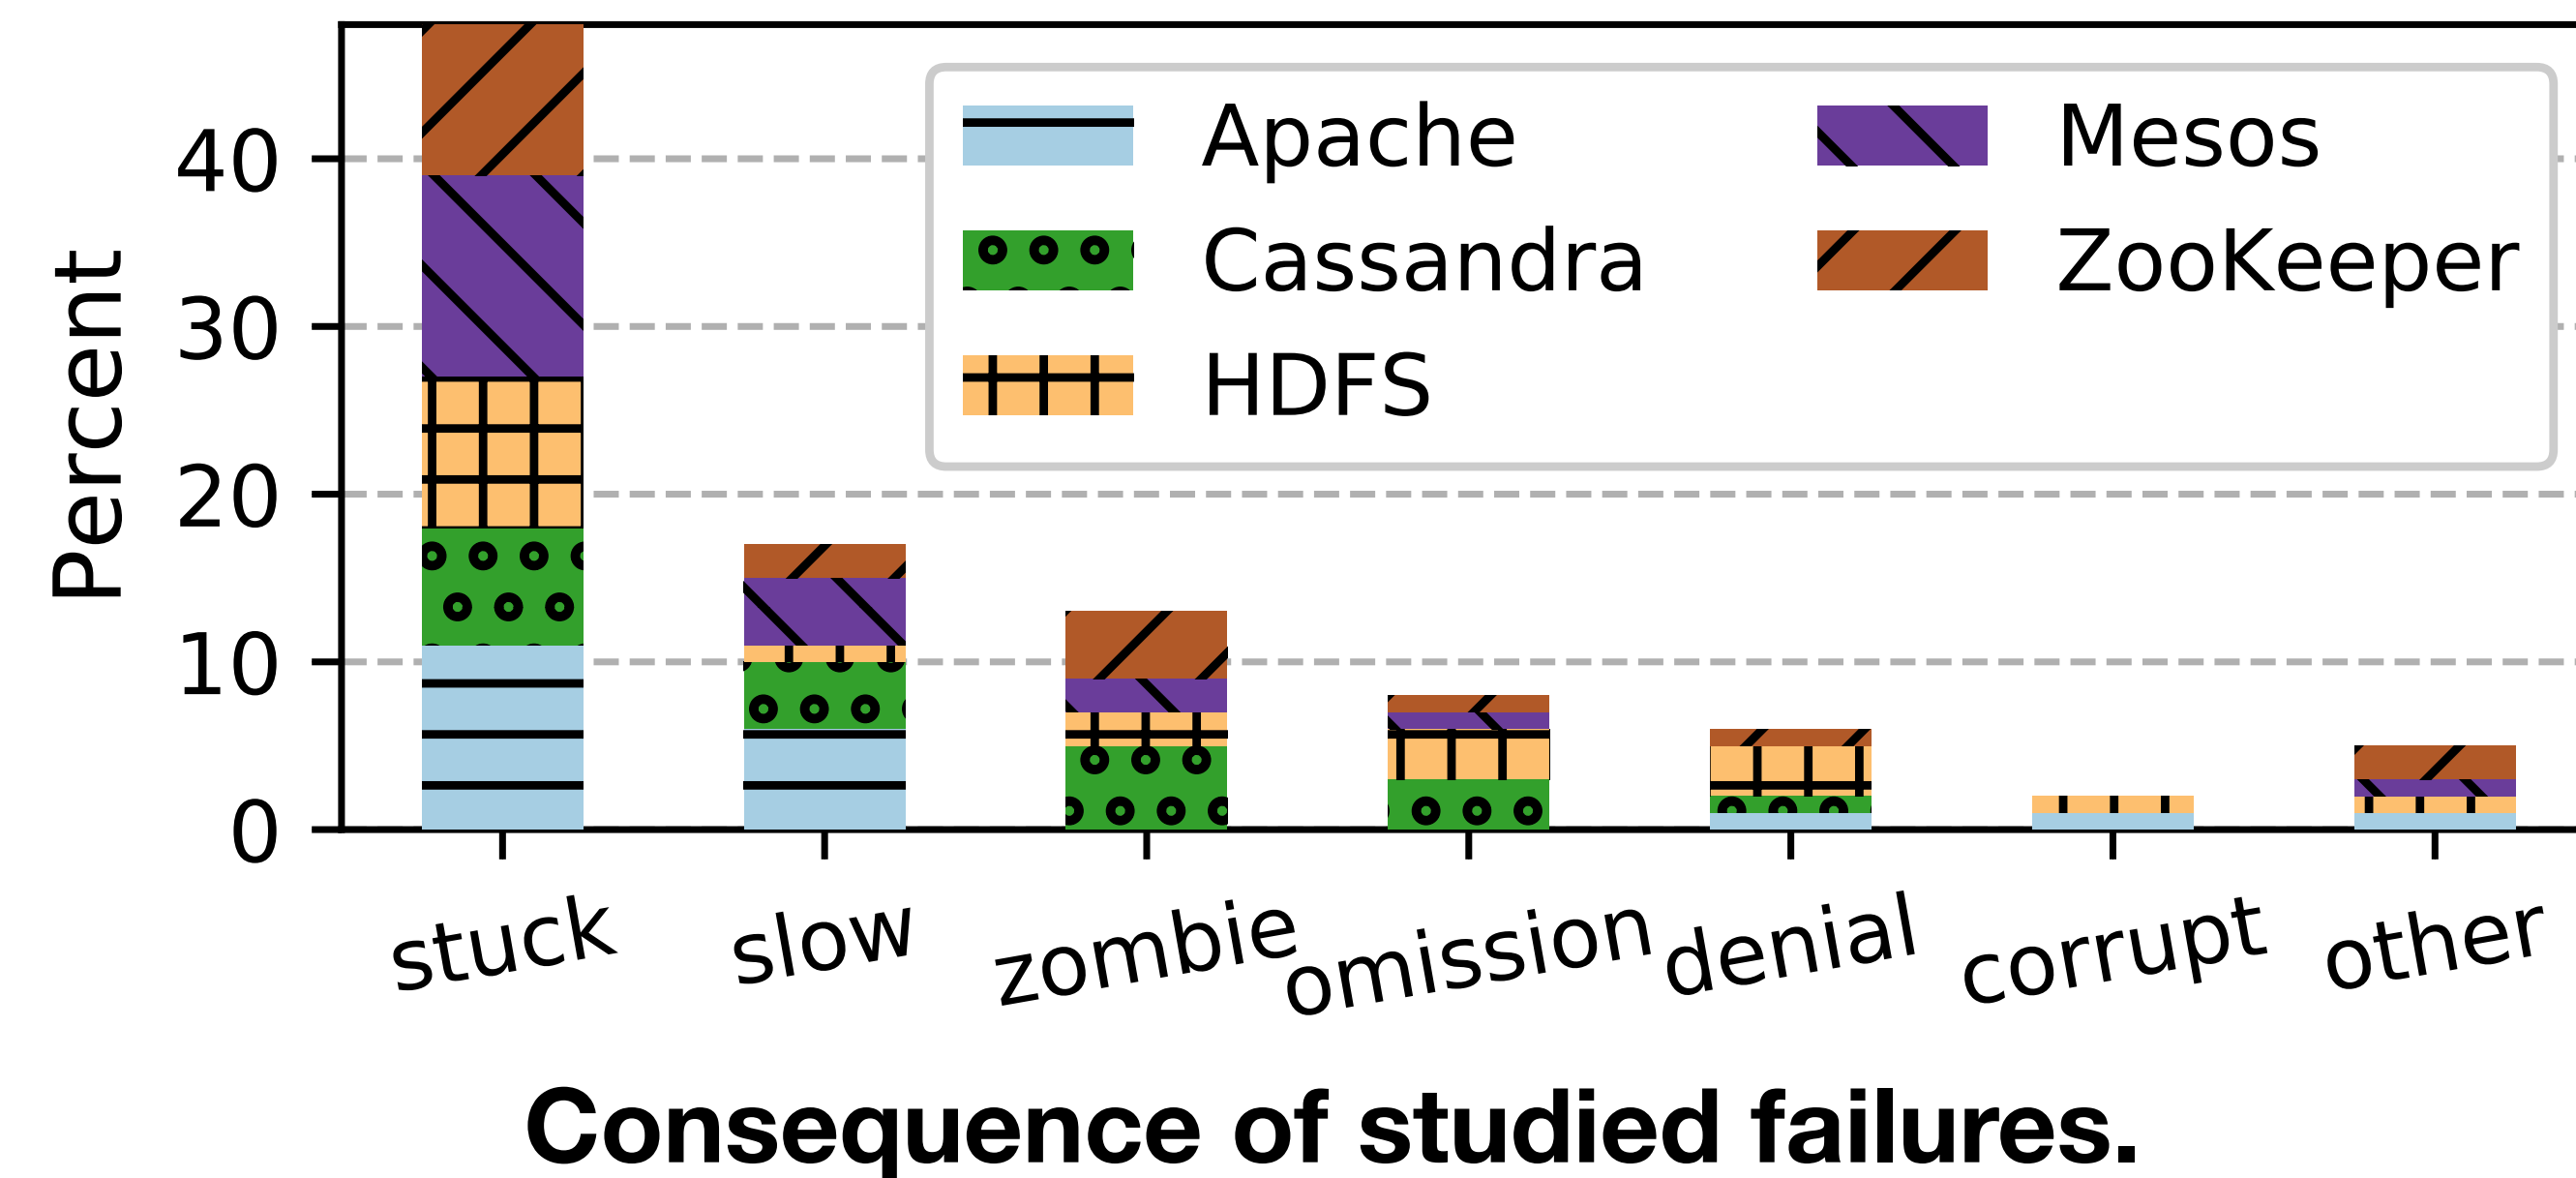 Percent
40
30
20
10
0
Apache
Cassandra
HDFS
Mesos
ZooKeeper
stuck
slow
zombie
omission
denial
corrupt
other
Consequence of studied failures.